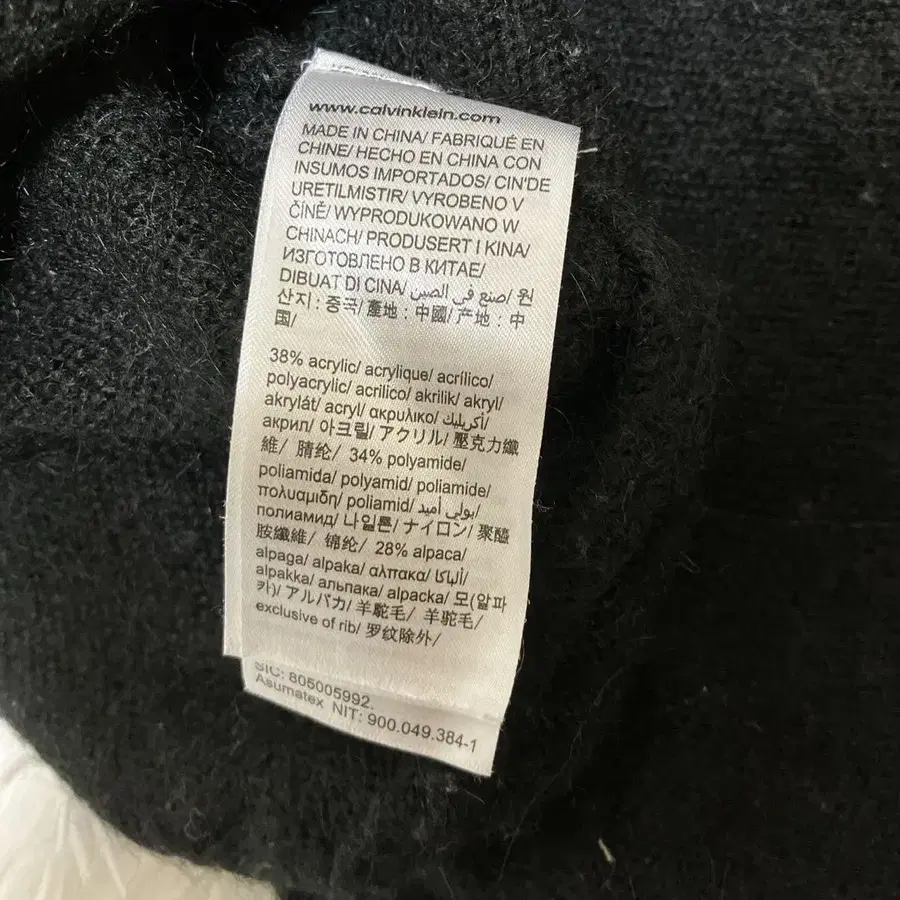 www.calvinklein.com
MADE IN CHINA/ FABRIQUÉ EN
CHINE/ HECHO EN CHINA CON
INSUMOS IMPORTADOS/ CIN'DE
URETILMISTIR/ VYROBENO V
ČÍNĚ/ WYPRODUKOWANO W
CHINACH/ PRODUSERT I KINA/
ИЗГОТОВЛЕНО В КИТАЕ/
DIBUAT DI CINA/ صنع في الصين/ 원
산지 : 중국/ 產地 : 中國/ 产地 : 中
国/
38% acrylic/ acrylique/ acrílico/
polyacrylic/ acrilico/ akrilik/ akryl/
akrylát/ acryl/ ακρυλικο/ أكريليك/
акрил/ 아크릴/ アクリル/ 壓克力纖
維/ 腈纶/ 34% polyamide/
poliamida/ polyamid/ poliamide/
πολυαμιδη/ poliamid/ بولي أميد/
полиамид/ 나일론/ ナイロン/ 聚醯
胺纖維/ 锦纶/ 28% alpaca/
alpaga/ alpaka/ αλπακα/ ألباكا/
alpakka/ альпака/ alpacka/ 모(알파
카)/ アルパカ/ 羊駝毛/ 羊驼毛/
exclusive of rib/ 罗纹除外/
SIC: 805005992.
Asumatex NIT: 900.049.384-1